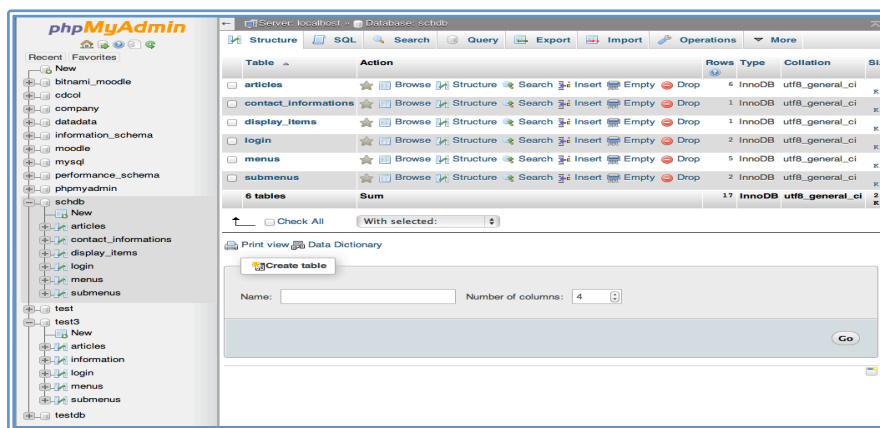 phpMyAdmin
Recent Favorites
New
bitnami_moodle
cdcol
company
datadata
information_schema
moodle
mysql
performance_schema
phpmyadmin
schdb
New
articles
contact_informations
display_items
login
menus
submenus
test
test3
New
articles
information
login
menus
submenus
testdb
Server: localhost » Database: schdb
Structure SQL Search Query Export Import Operations More
Table Action Rows Type Collation
articles Browse Structure Search Insert Empty Drop 6 InnoDB utf8_general_ci
contact_informations Browse Structure Search Insert Empty Drop 1 InnoDB utf8_general_ci
display_items Browse Structure Search Insert Empty Drop 1 InnoDB utf8_general_ci
login Browse Structure Search Insert Empty Drop 2 InnoDB utf8_general_ci
menus Browse Structure Search Insert Empty Drop 5 InnoDB utf8_general_ci
submenus Browse Structure Search Insert Empty Drop 2 InnoDB utf8_general_ci
6 tables Sum 17 InnoDB utf8_general_ci
Check All With selected:
Print view Data Dictionary
Create table
Name: Number of columns: 4
Go